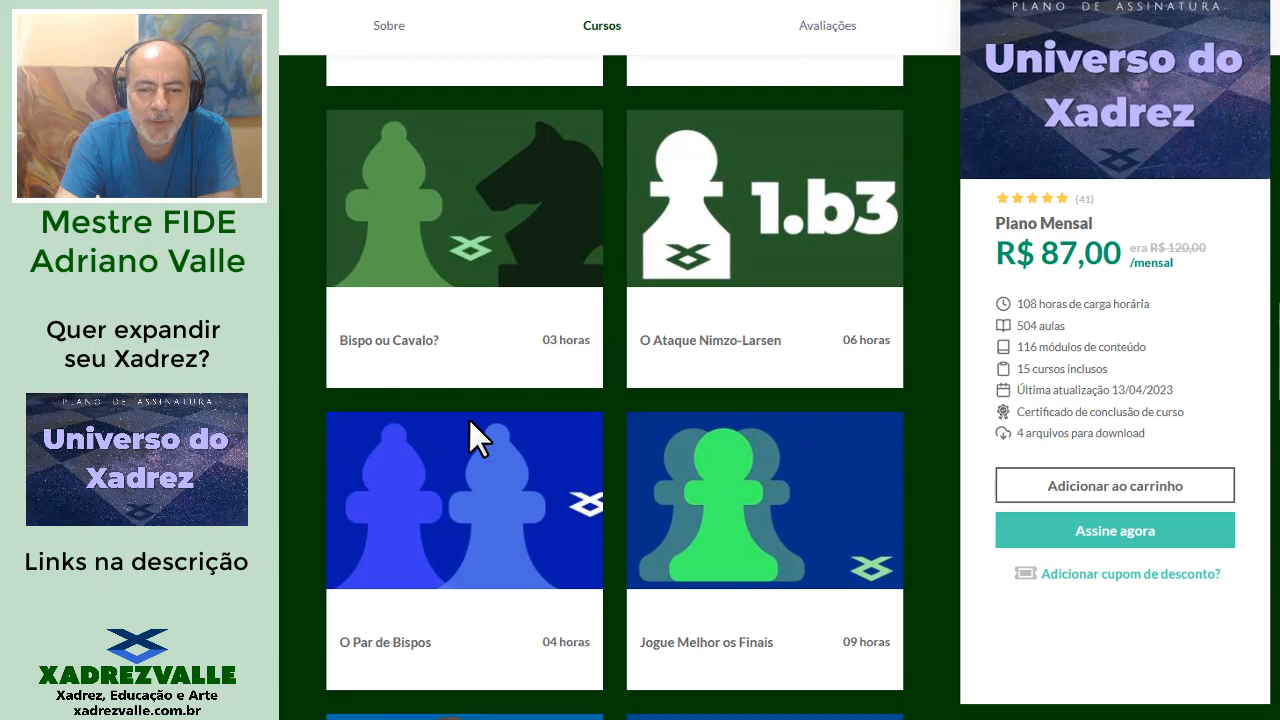 Mestre FIDE
Adriano Valle
Quer expandir
seu Xadrez?
PLANO DE ASSINATURA
Universo do
Xadrez
Links na descrição
XADREZVALLE
Xadrez, Educação e Arte
xadrezvalle.com.br
Sobre
Cursos
Avaliações
1.b3
Bispo ou Cavalo?
03 horas
O Ataque Nimzo-Larsen
06 horas
O Par de Bispos
04 horas
Jogue Melhor os Finais
09 horas
PLANO DE ASSINATURA
Universo do
Xadrez
(41)
Plano Mensal
R$ 87,00 era R$ 120,00
/mensal
108 horas de carga horária
504 aulas
116 módulos de conteúdo
15 cursos inclusos
Última atualização 13/04/2023
Certificado de conclusão de curso
4 arquivos para download
Adicionar ao carrinho
Assine agora
Adicionar cupom de desconto?